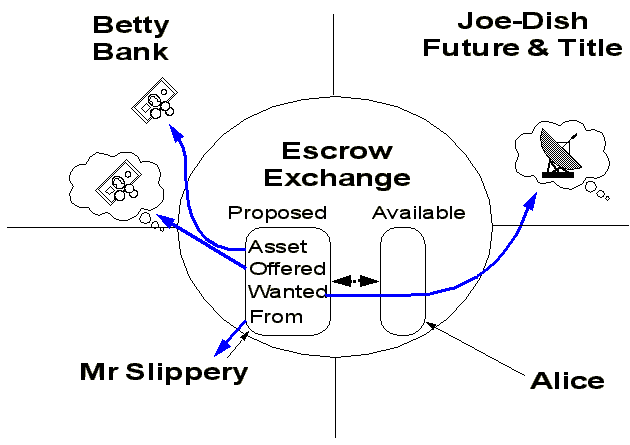 Betty
Bank
Joe-Dish
Future & Title
Escrow
Exchange
Proposed
Available
Asset
Offered
Wanted
From
Mr Slippery
Alice